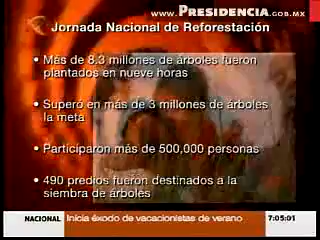 www.PRESIDENCIA.GOB.MX
Jornada Nacional de Reforestación
• Más de 8.3 millones de árboles fueron
plantados en nueve horas
• Superó en más de 3 millones de árboles
la meta
• Participaron más de 500,000 personas
• 490 predios fueron destinados a la
siembra de árboles
NACIONAL Inicia éxodo de vacacionistas de verano 7:05:01